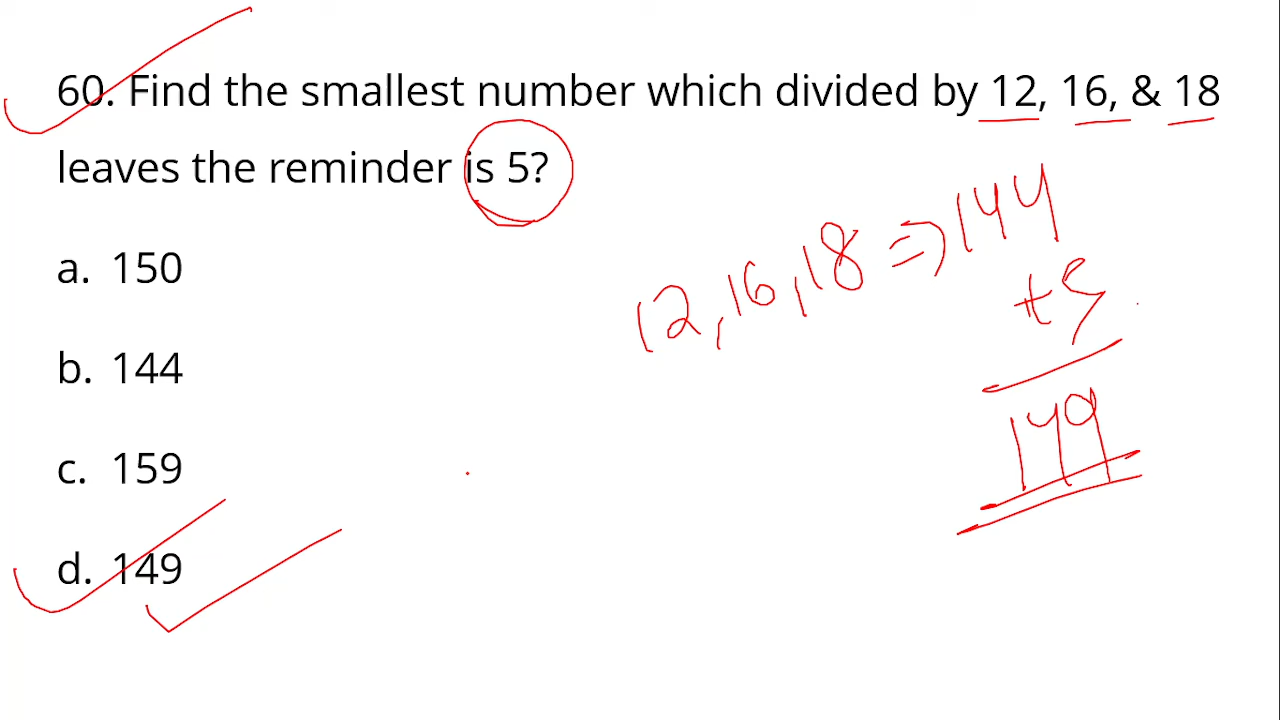 60. Find the smallest number which divided by 12, 16, & 18
leaves the reminder is 5?
a. 150
b. 144
c. 159
d. 149
12, 16, 18 => 144
+5
149